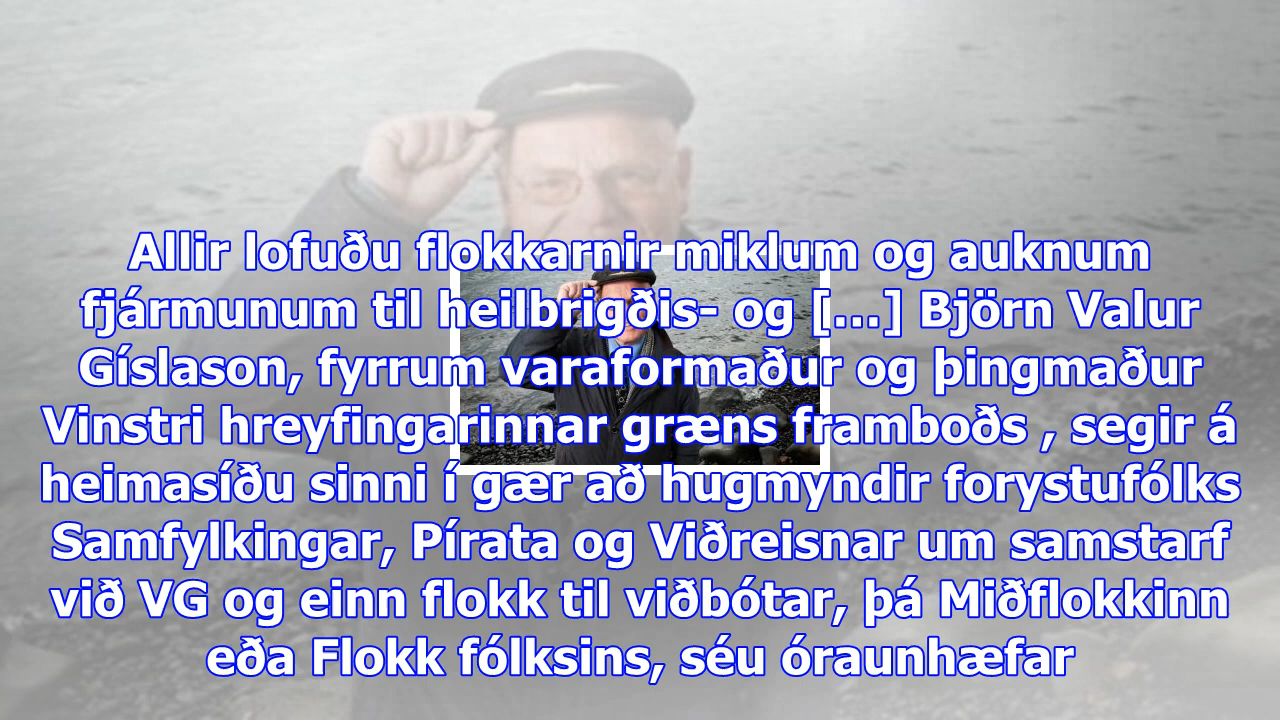 Allir lofuðu flokkarnir miklum og auknum
fjármunum til heilbrigðis- og [...] Björn Valur
Gíslason, fyrrum varaformaður og þingmaður
Vinstri hreyfingarinnar græns framboðs , segir á
heimasíðu sinni í gær að hugmyndir forystufólks
Samfylkingar, Pírata og Viðreisnar um samstarf
við VG og einn flokk til viðbótar, þá Miðflokkinn
eða Flokk fólksins, séu óraunhæfar